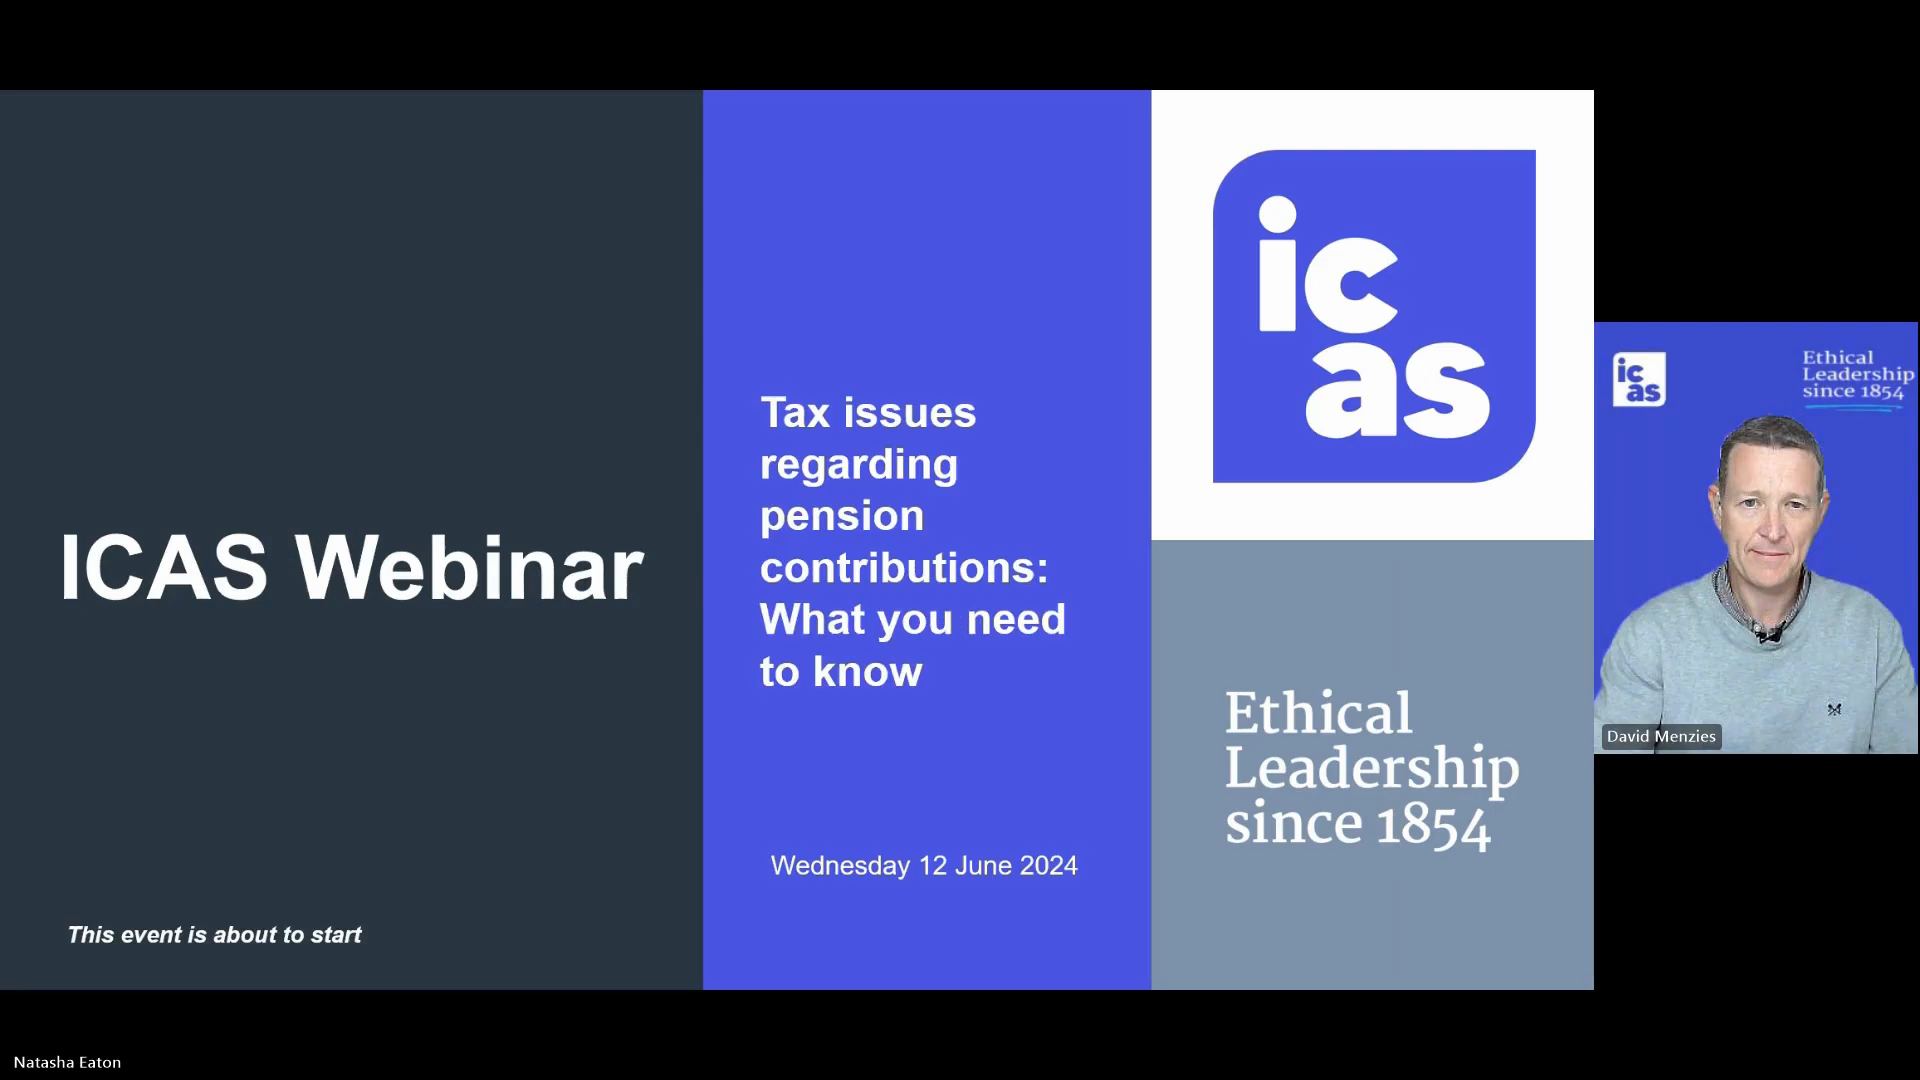 ICAS Webinar
This event is about to start
Tax issues
regarding
pension
contributions:
What you need
to know
Wednesday 12 June 2024
ic
as
Ethical
Leadership
since 1854
ic
as
Ethical
Leadership
since 1854
David Menzies
Natasha Eaton